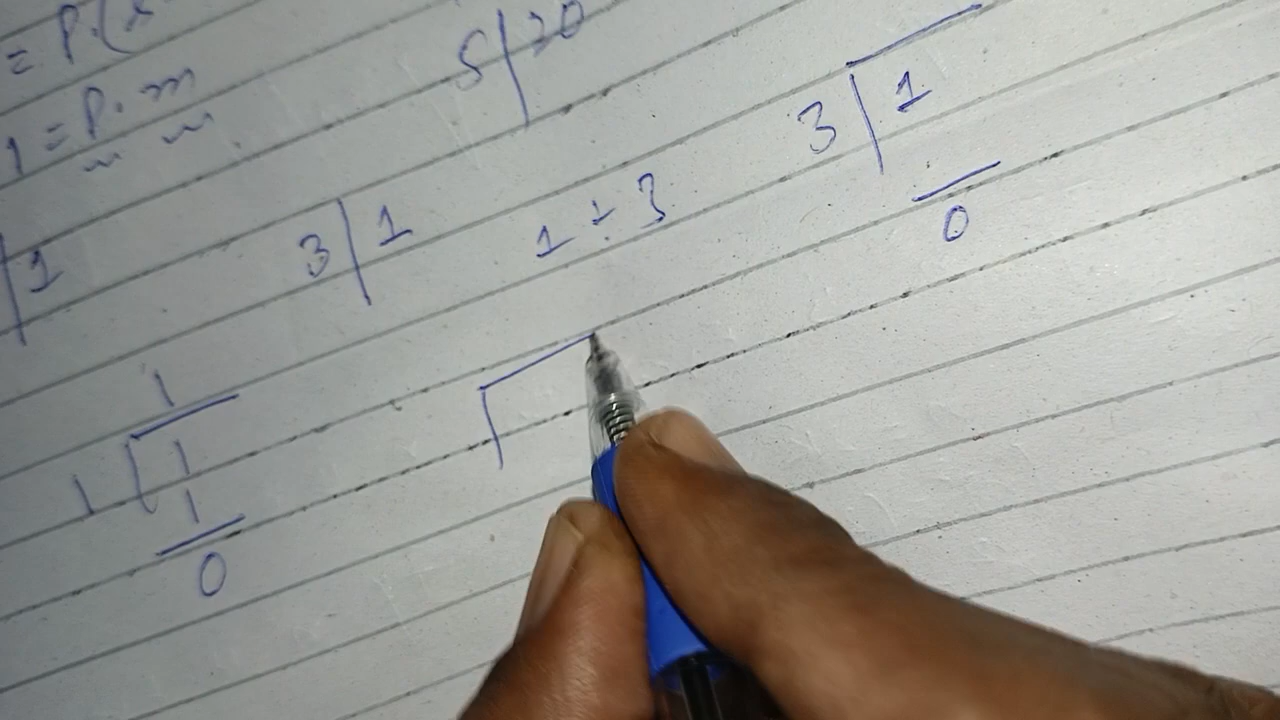 = P.(x
1 = P. m
m m
5 20
3 1
0
1 3 1 1 ÷ 3
1
1 1
1
0